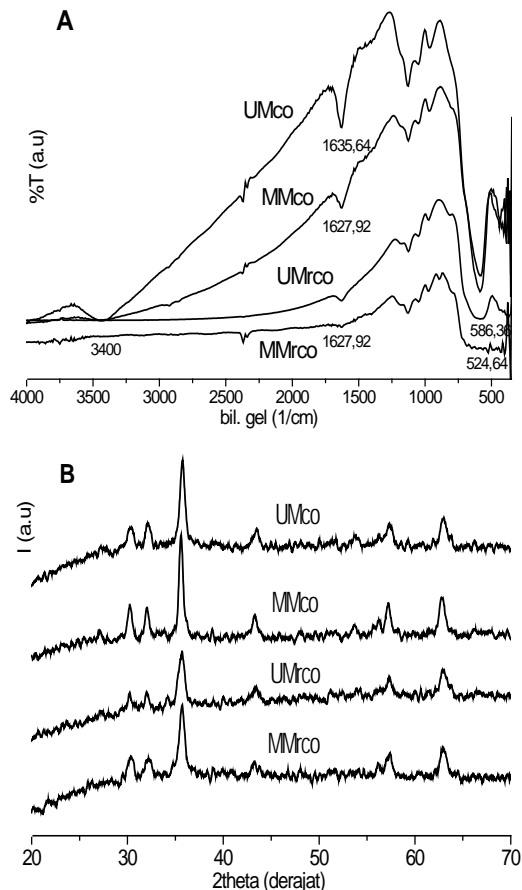 A
%T (a.u)
UMco
1635,64
MMco
1627,92
UMrco
586,36
3400
MMrco
1627,92
524,64
4000 3500 3000 2500 2000 1500 1000 500
bil. gel (1/cm)
B
I (a.u)
UMco
MMco
UMrco
MMrco
20 30 40 50 60 70
2theta (derajat)